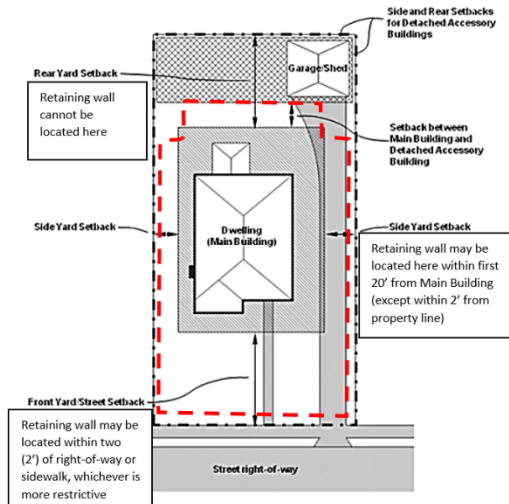 Side and Rear Setbacks
for Detached Accessory
Buildings
Garage/Shed
Rear Yard Setback
Retaining wall
cannot be
located here
Setback between
Main Building and
Detached Accessory
Building
Side Yard Setback
Dwelling
(Main Building)
Side Yard Setback
Retaining wall may be
located here within first
20' from Main Building
(except within 2' from
property line)
Front Yard/Street Setback
Retaining wall may be
located within two
(2') of right-of-way or
sidewalk, whichever is
more restrictive
Street right-of-way